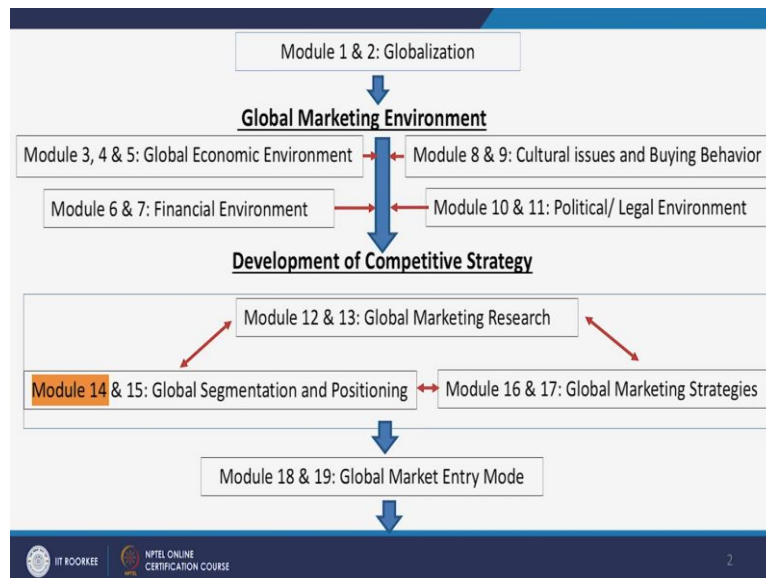 Module 1 & 2: Globalization
Global Marketing Environment
Module 3, 4 & 5: Global Economic Environment
Module 8 & 9: Cultural issues and Buying Behavior
Module 6 & 7: Financial Environment
Module 10 & 11: Political/ Legal Environment
Development of Competitive Strategy
Module 12 & 13: Global Marketing Research
Module 14 & 15: Global Segmentation and Positioning
Module 16 & 17: Global Marketing Strategies
Module 18 & 19: Global Market Entry Mode
IIT ROORKEE
NPTEL ONLINE
CERTIFICATION COURSE
2